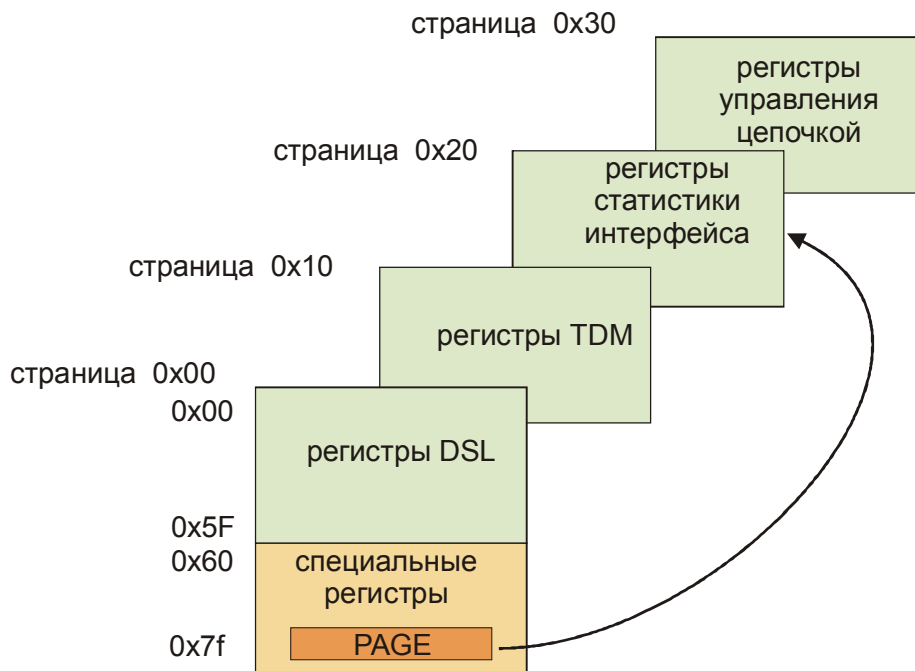 страница 0x30
регистры
управления
цепочкой
страница 0x20
регистры
статистики
интерфейса
страница 0x10
регистры TDM
страница 0x00
0x00
регистры DSL
0x5F
0x60
специальные
регистры
0x7f
PAGE